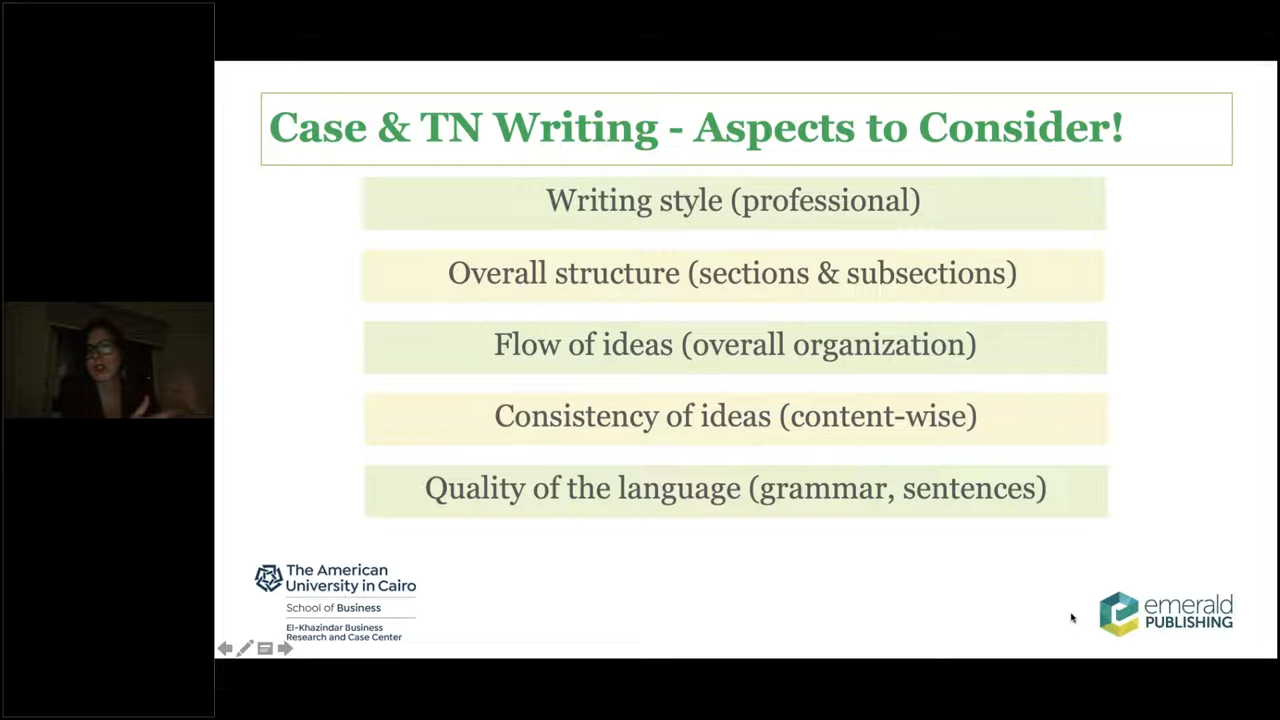 Case & TN Writing - Aspects to Consider!
Writing style (professional)
Overall structure (sections & subsections)
Flow of ideas (overall organization)
Consistency of ideas (content-wise)
Quality of the language (grammar, sentences)
The American
University in Cairo
School of Business
El-Khazindar Business
Research and Case Center
emerald
PUBLISHING